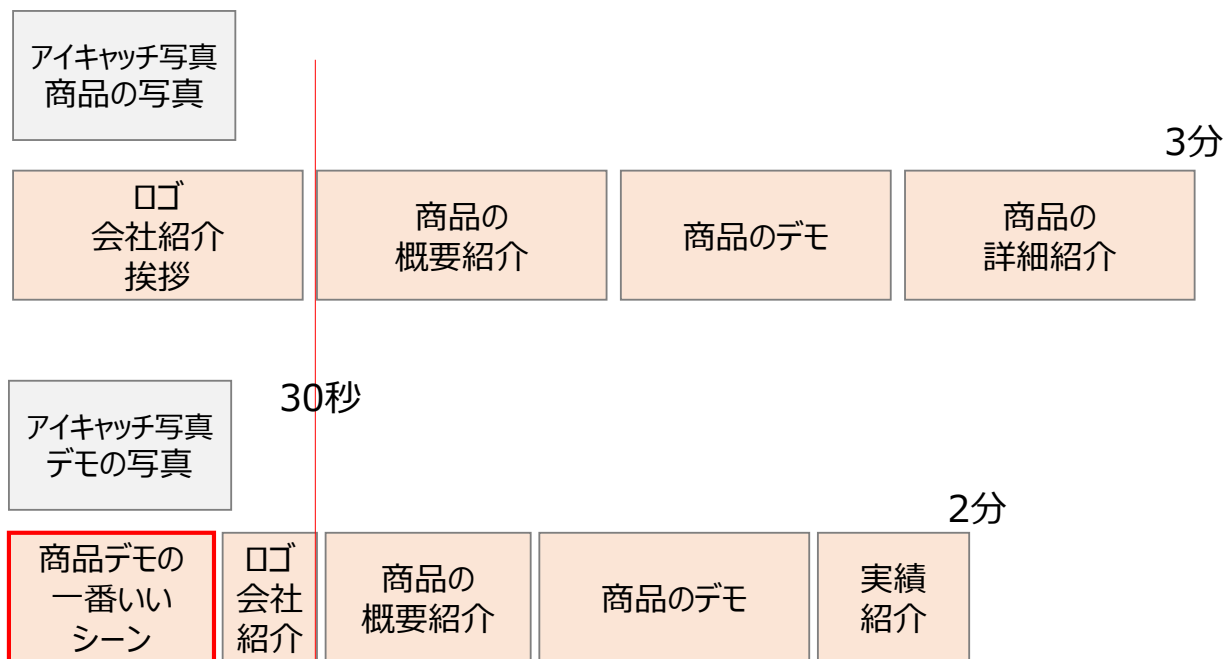 アイキャッチ写真
商品の写真
3分
ロゴ
会社紹介
挨拶
商品の
概要紹介
商品のデモ
商品の
詳細紹介
30秒
アイキャッチ写真
デモの写真
2分
商品デモの
一番いい
シーン
ロゴ
会社
紹介
商品の
概要紹介
商品のデモ
実績
紹介